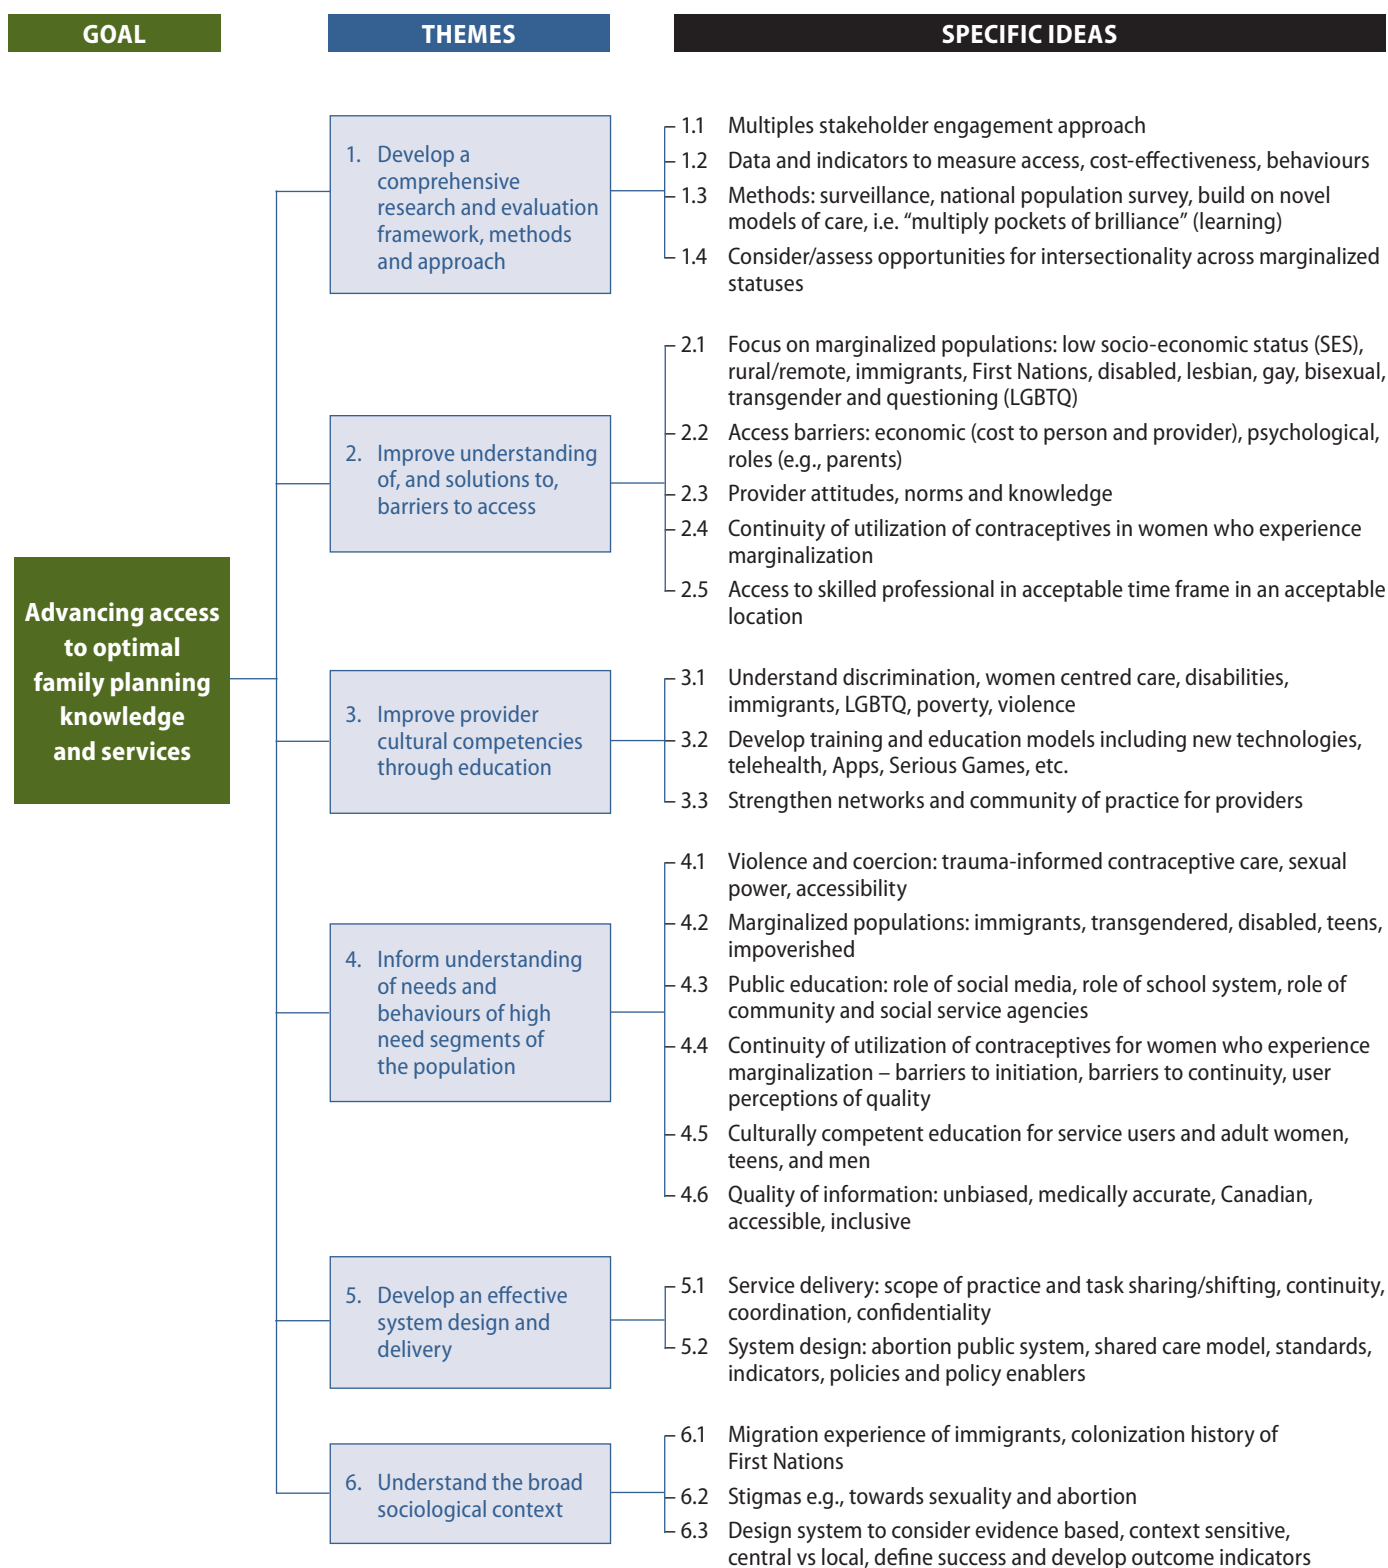 GOAL
THEMES
SPECIFIC IDEAS
Advancing access
to optimal
family planning
knowledge
and services
1. Develop a
comprehensive
research and evaluation
framework, methods
and approach
1.1 Multiples stakeholder engagement approach
1.2 Data and indicators to measure access, cost-effectiveness, behaviours
1.3 Methods: surveillance, national population survey, build on novel
models of care, i.e. “multiply pockets of brilliance” (learning)
1.4 Consider/assess opportunities for intersectionality across marginalized
statuses
2. Improve understanding
of, and solutions to,
barriers to access
2.1 Focus on marginalized populations: low socio-economic status (SES),
rural/remote, immigrants, First Nations, disabled, lesbian, gay, bisexual,
transgender and questioning (LGBTQ)
2.2 Access barriers: economic (cost to person and provider), psychological,
roles (e.g., parents)
2.3 Provider attitudes, norms and knowledge
2.4 Continuity of utilization of contraceptives in women who experience
marginalization
2.5 Access to skilled professional in acceptable time frame in an acceptable
location
3. Improve provider
cultural competencies
through education
3.1 Understand discrimination, women centred care, disabilities,
immigrants, LGBTQ, poverty, violence
3.2 Develop training and education models including new technologies,
telehealth, Apps, Serious Games, etc.
3.3 Strengthen networks and community of practice for providers
4. Inform understanding
of needs and
behaviours of high
need segments of
the population
4.1 Violence and coercion: trauma-informed contraceptive care, sexual
power, accessibility
4.2 Marginalized populations: immigrants, transgendered, disabled, teens,
impoverished
4.3 Public education: role of social media, role of school system, role of
community and social service agencies
4.4 Continuity of utilization of contraceptives for women who experience
marginalization – barriers to initiation, barriers to continuity, user
perceptions of quality
4.5 Culturally competent education for service users and adult women,
teens, and men
4.6 Quality of information: unbiased, medically accurate, Canadian,
accessible, inclusive
5. Develop an effective
system design and
delivery
5.1 Service delivery: scope of practice and task sharing/shifting, continuity,
coordination, confidentiality
5.2 System design: abortion public system, shared care model, standards,
indicators, policies and policy enablers
6. Understand the broad
sociological context
6.1 Migration experience of immigrants, colonization history of
First Nations
6.2 Stigmas e.g., towards sexuality and abortion
6.3 Design system to consider evidence based, context sensitive,
central vs local, define success and develop outcome indicators